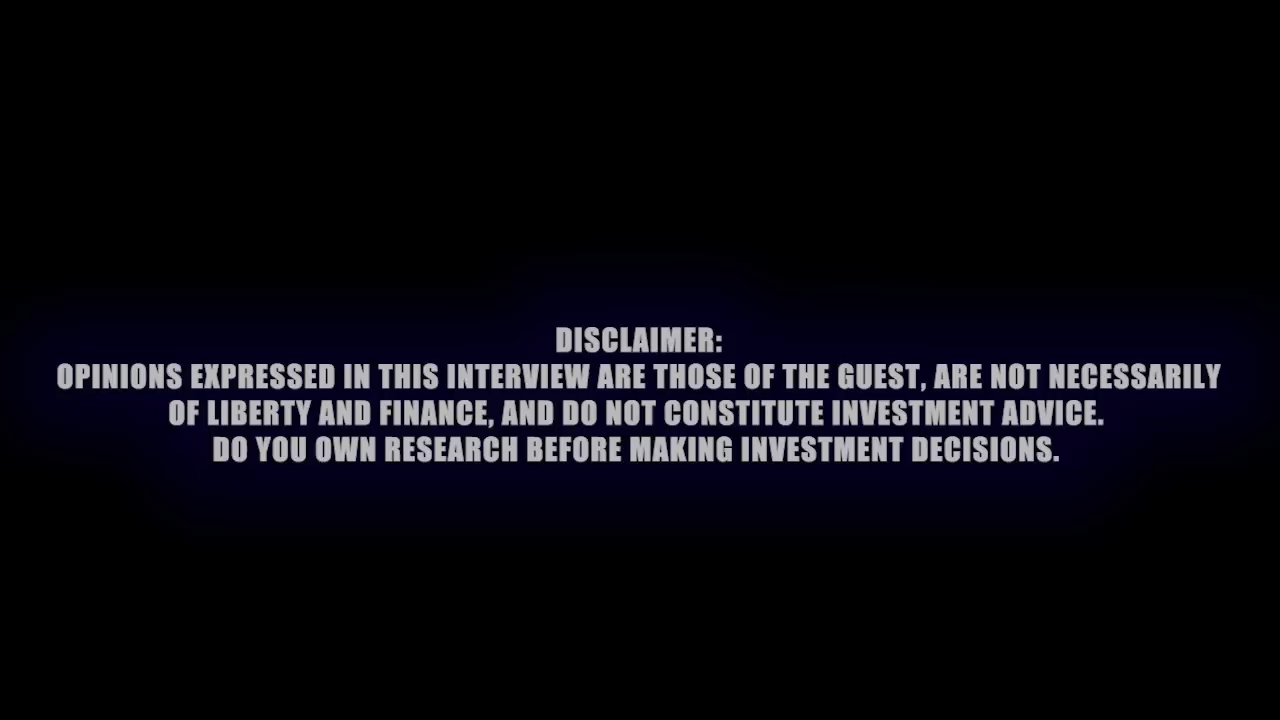 DISCLAIMER:
OPINIONS EXPRESSED IN THIS INTERVIEW ARE THOSE OF THE GUEST, ARE NOT NECESSARILY
OF LIBERTY AND FINANCE, AND DO NOT CONSTITUTE INVESTMENT ADVICE.
DO YOU OWN RESEARCH BEFORE MAKING INVESTMENT DECISIONS.